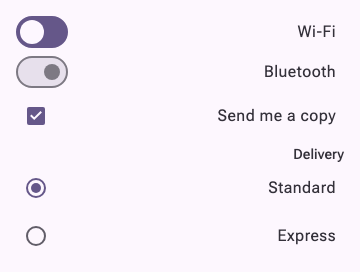 Wi-Fi
Bluetooth
Send me a copy
Delivery
Standard
Express